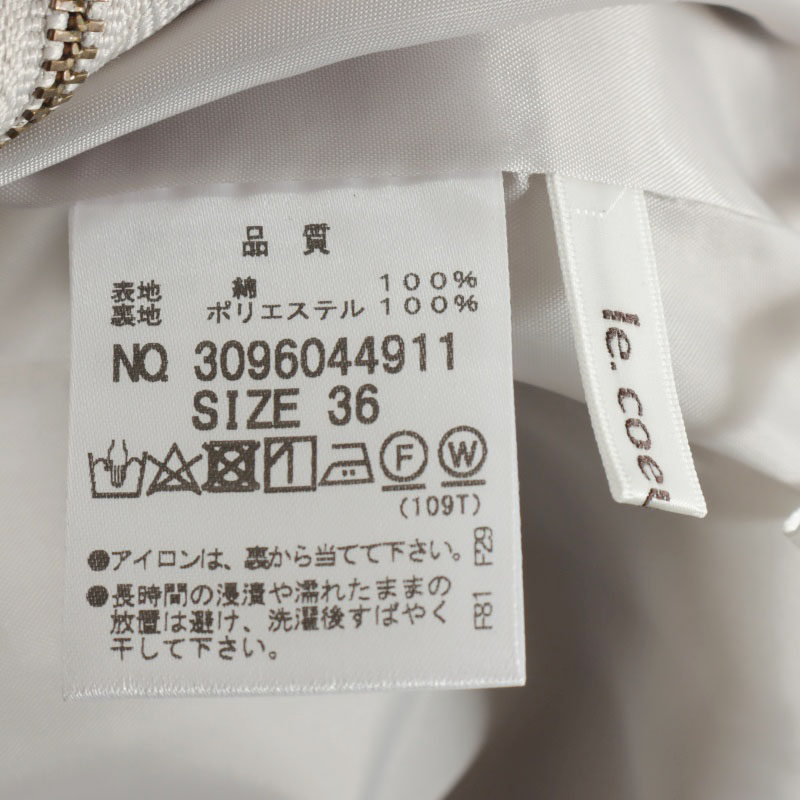 品質
表地 綿 100%
裏地 ポリエステル 100%
NO. 3096044911
SIZE 36
F W
(109T)
●アイロンは、裏から当てて下さい。
●長時間の浸漬や濡れたままの
放置は避け、洗濯後すばやく
干して下さい。
F81 F29
le.coeu